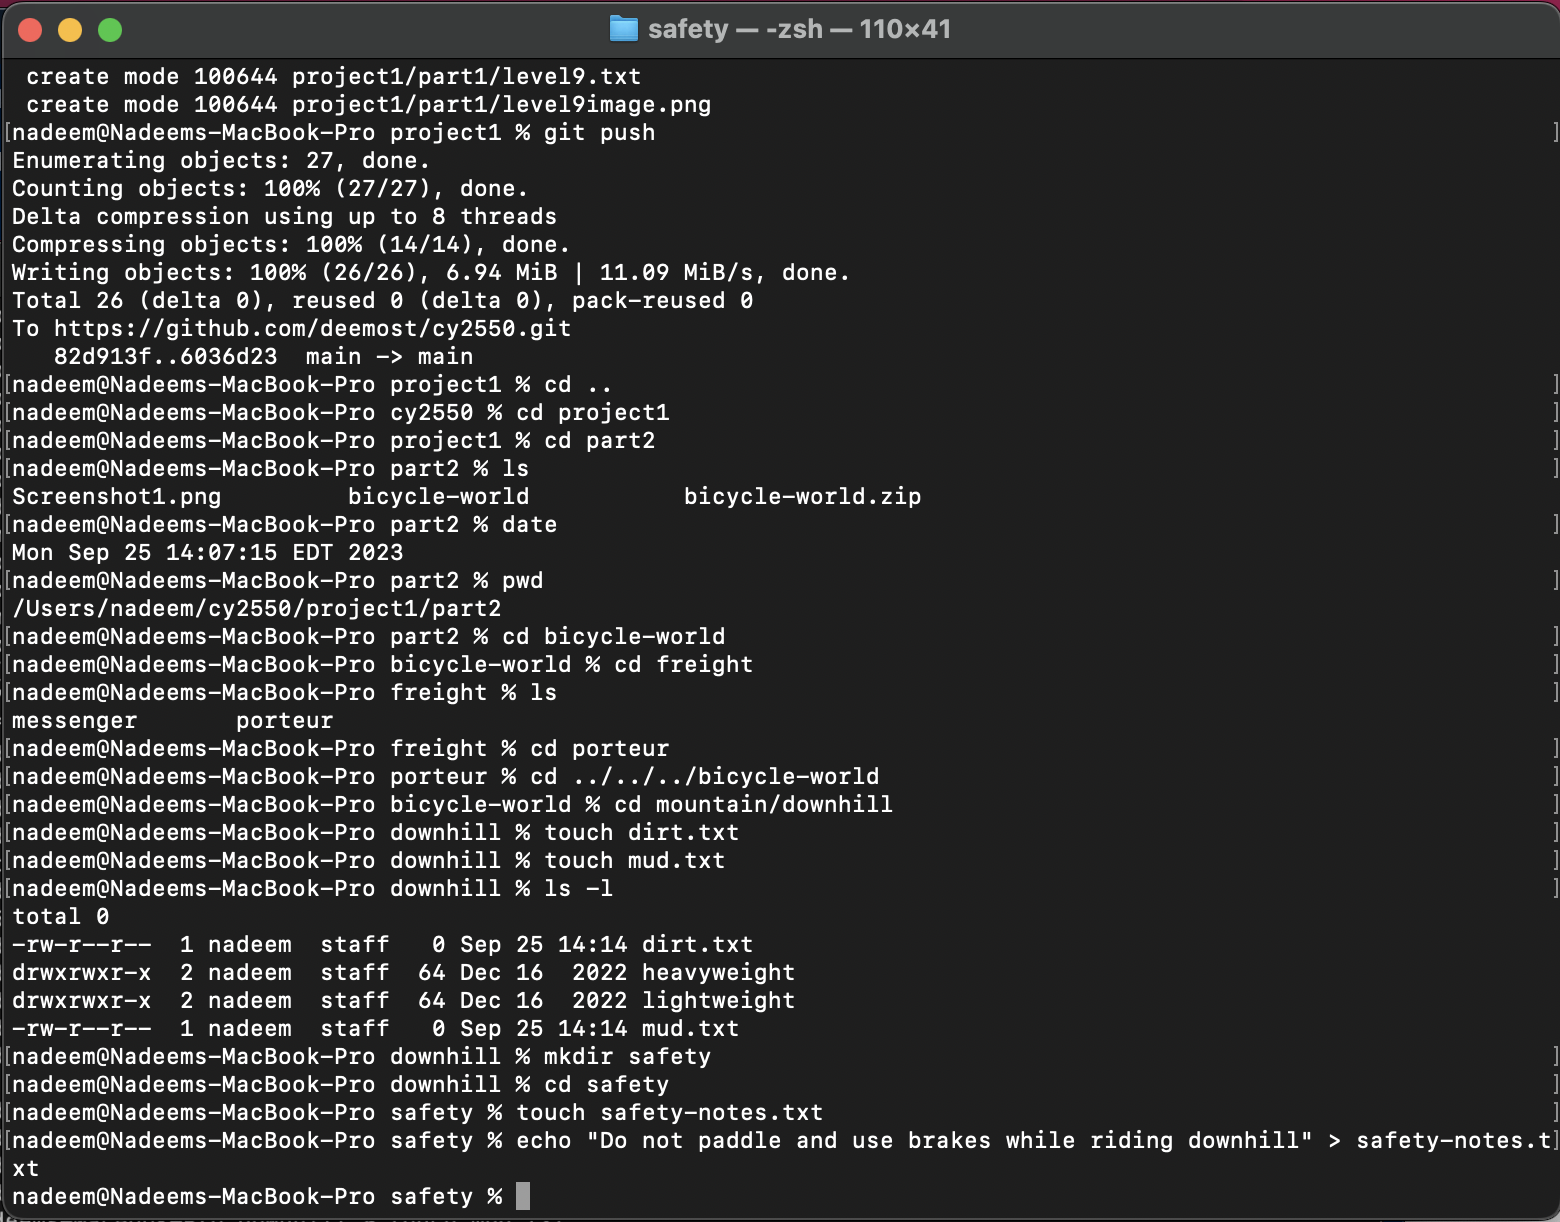 safety — -zsh — 110×41
create mode 100644 project1/part1/level9.txt
create mode 100644 project1/part1/level9image.png
[nadeem@Nadeems-MacBook-Pro project1 % git push ]
Enumerating objects: 27, done.
Counting objects: 100% (27/27), done.
Delta compression using up to 8 threads
Compressing objects: 100% (14/14), done.
Writing objects: 100% (26/26), 6.94 MiB | 11.09 MiB/s, done.
Total 26 (delta 0), reused 0 (delta 0), pack-reused 0
To https://github.com/deemost/cy2550.git
82d913f..6036d23  main -> main
[nadeem@Nadeems-MacBook-Pro project1 % cd .. ]
[nadeem@Nadeems-MacBook-Pro cy2550 % cd project1 ]
[nadeem@Nadeems-MacBook-Pro project1 % cd part2 ]
[nadeem@Nadeems-MacBook-Pro part2 % ls ]
Screenshot1.png         bicycle-world           bicycle-world.zip
[nadeem@Nadeems-MacBook-Pro part2 % date ]
Mon Sep 25 14:07:15 EDT 2023
[nadeem@Nadeems-MacBook-Pro part2 % pwd ]
/Users/nadeem/cy2550/project1/part2
[nadeem@Nadeems-MacBook-Pro part2 % cd bicycle-world ]
[nadeem@Nadeems-MacBook-Pro bicycle-world % cd freight ]
[nadeem@Nadeems-MacBook-Pro freight % ls ]
messenger       porteur
[nadeem@Nadeems-MacBook-Pro freight % cd porteur ]
[nadeem@Nadeems-MacBook-Pro porteur % cd ../../../bicycle-world ]
[nadeem@Nadeems-MacBook-Pro bicycle-world % cd mountain/downhill ]
[nadeem@Nadeems-MacBook-Pro downhill % touch dirt.txt ]
[nadeem@Nadeems-MacBook-Pro downhill % touch mud.txt ]
[nadeem@Nadeems-MacBook-Pro downhill % ls -l ]
total 0
-rw-r--r--  1 nadeem  staff   0 Sep 25 14:14 dirt.txt
drwxrwxr-x  2 nadeem  staff  64 Dec 16  2022 heavyweight
drwxrwxr-x  2 nadeem  staff  64 Dec 16  2022 lightweight
-rw-r--r--  1 nadeem  staff   0 Sep 25 14:14 mud.txt
[nadeem@Nadeems-MacBook-Pro downhill % mkdir safety ]
[nadeem@Nadeems-MacBook-Pro downhill % cd safety ]
[nadeem@Nadeems-MacBook-Pro safety % touch safety-notes.txt ]
[nadeem@Nadeems-MacBook-Pro safety % echo "Do not paddle and use brakes while riding downhill" > safety-notes.t]
xt
nadeem@Nadeems-MacBook-Pro safety %